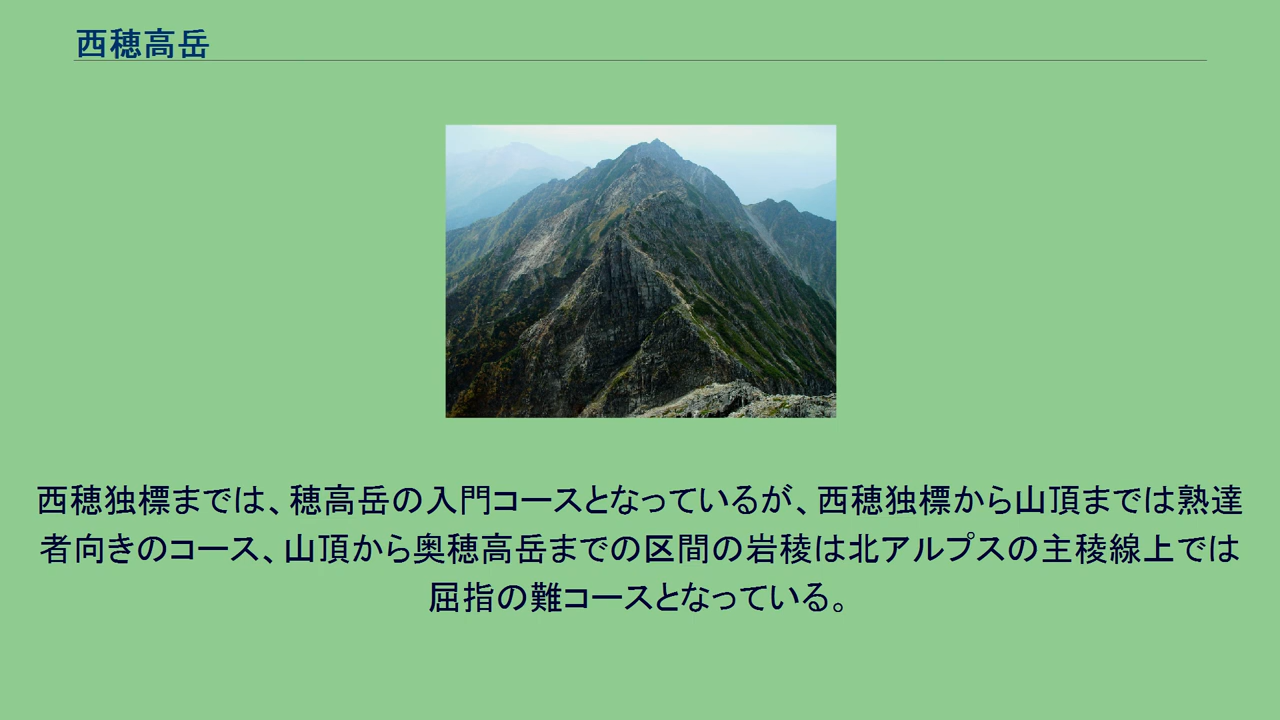 西穂高岳
西穂独標までは、穂高岳の入門コースとなっているが、西穂独標から山頂までは熟達
者向きのコース、山頂から奥穂高岳までの区間の岩稜は北アルプスの主稜線上では
屈指の難コースとなっている。